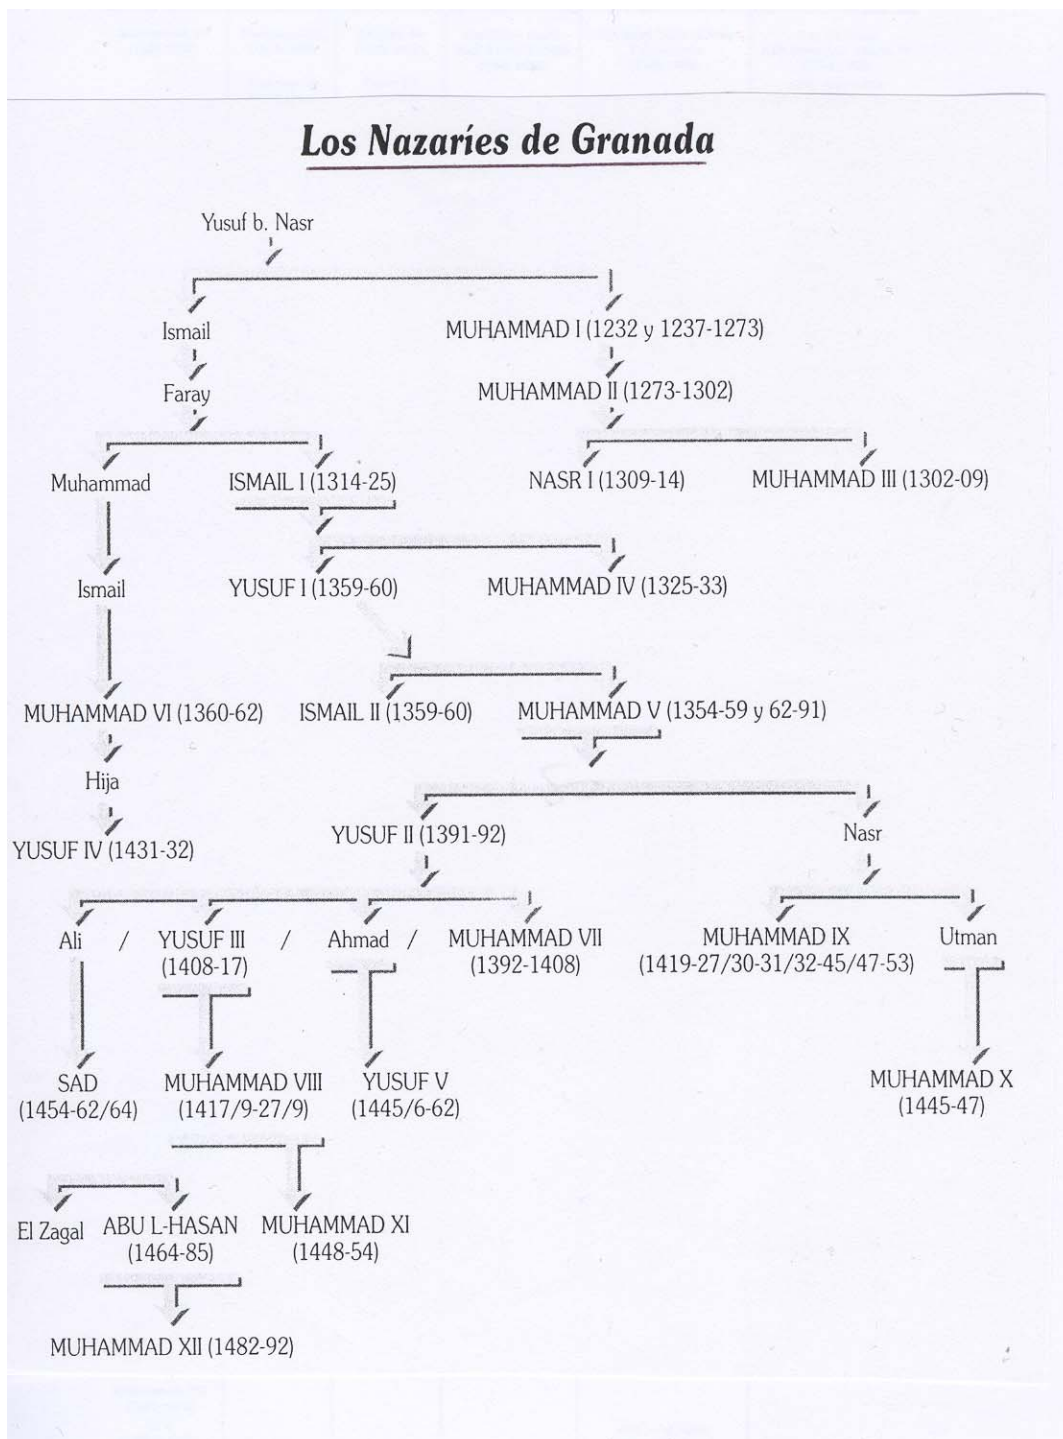 Los Nazaríes de Granada
Yusuf b. Nasr
Ismail
MUHAMMAD I (1232 y 1237-1273)
Faray
MUHAMMAD II (1273-1302)
Muhammad
ISMAIL I (1314-25)
NASR I (1309-14)
MUHAMMAD III (1302-09)
Ismail
YUSUF I (1359-60)
MUHAMMAD IV (1325-33)
MUHAMMAD VI (1360-62)
ISMAIL II (1359-60)
MUHAMMAD V (1354-59 y 62-91)
Hija
YUSUF II (1391-92)
Nasr
YUSUF IV (1431-32)
Ali / YUSUF III / Ahmad / MUHAMMAD VII
(1408-17)
(1392-1408)
MUHAMMAD IX
(1419-27/30-31/32-45/47-53)
Utman
SAD
(1454-62/64)
MUHAMMAD VIII
(1417/9-27/9)
YUSUF V
(1445/6-62)
MUHAMMAD X
(1445-47)
El Zagal
ABU L-HASAN
(1464-85)
MUHAMMAD XI
(1448-54)
MUHAMMAD XII (1482-92)